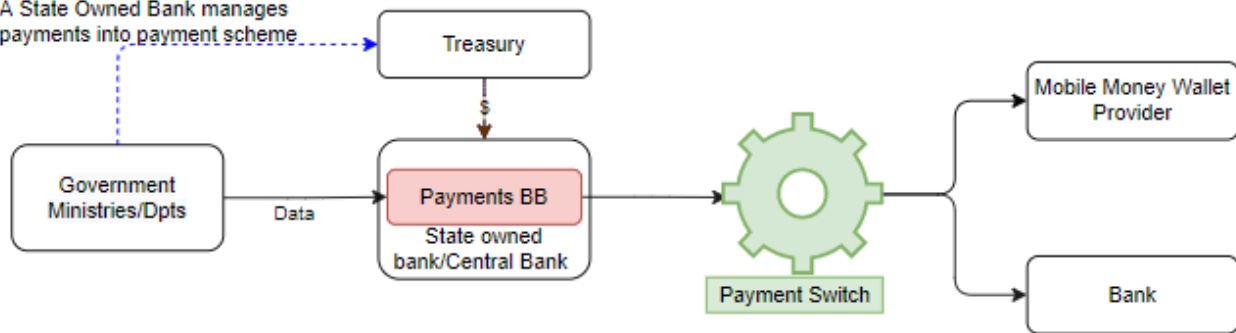 A State Owned Bank manages
payments into payment scheme
Treasury
$
Mobile Money Wallet
Provider
Government
Ministries/Dpts
Data
Payments BB
State owned
bank/Central Bank
Payment Switch
Bank